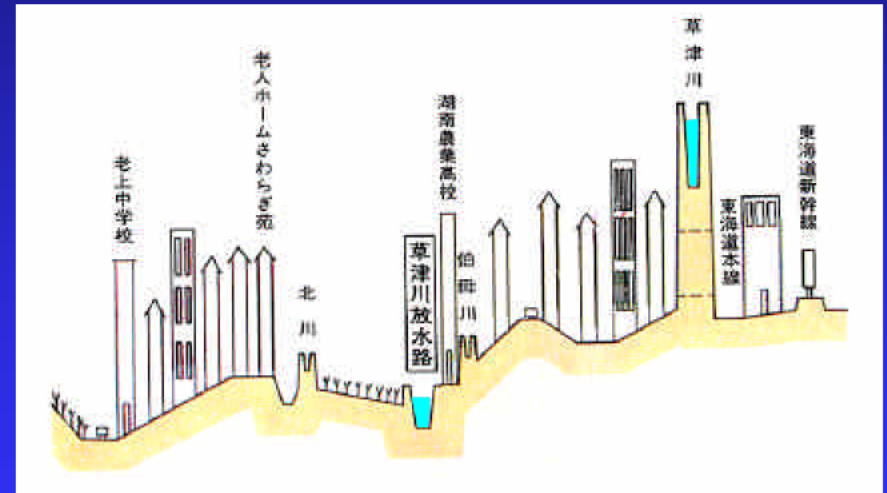 老上中学校
老人ホームさわらぎ苑
北川
草津川放水路
湖南農業高校
伯母川
草津川
東海道本線
東海道新幹線